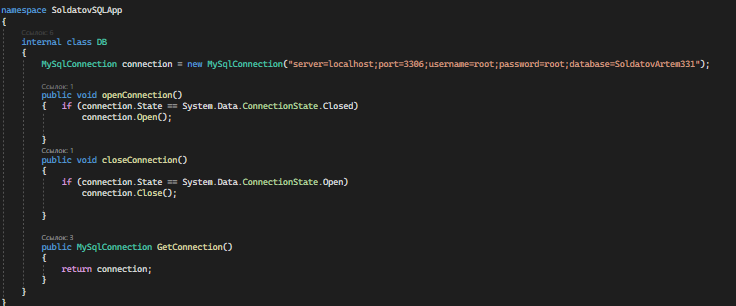 namespace SoldatovSQLApp
{
Ссылок: 6
internal class DB
{
MySqlConnection connection = new MySqlConnection("server=localhost;port=3306;username=root;password=root;database=SoldatovArtem331");
Ссылок: 1
public void openConnection()
{ if (connection.State == System.Data.ConnectionState.Closed)
connection.Open();
}
Ссылок: 1
public void closeConnection()
{
if (connection.State == System.Data.ConnectionState.Open)
connection.Close();
}
Ссылок: 3
public MySqlConnection GetConnection()
{
return connection;
}
}
}